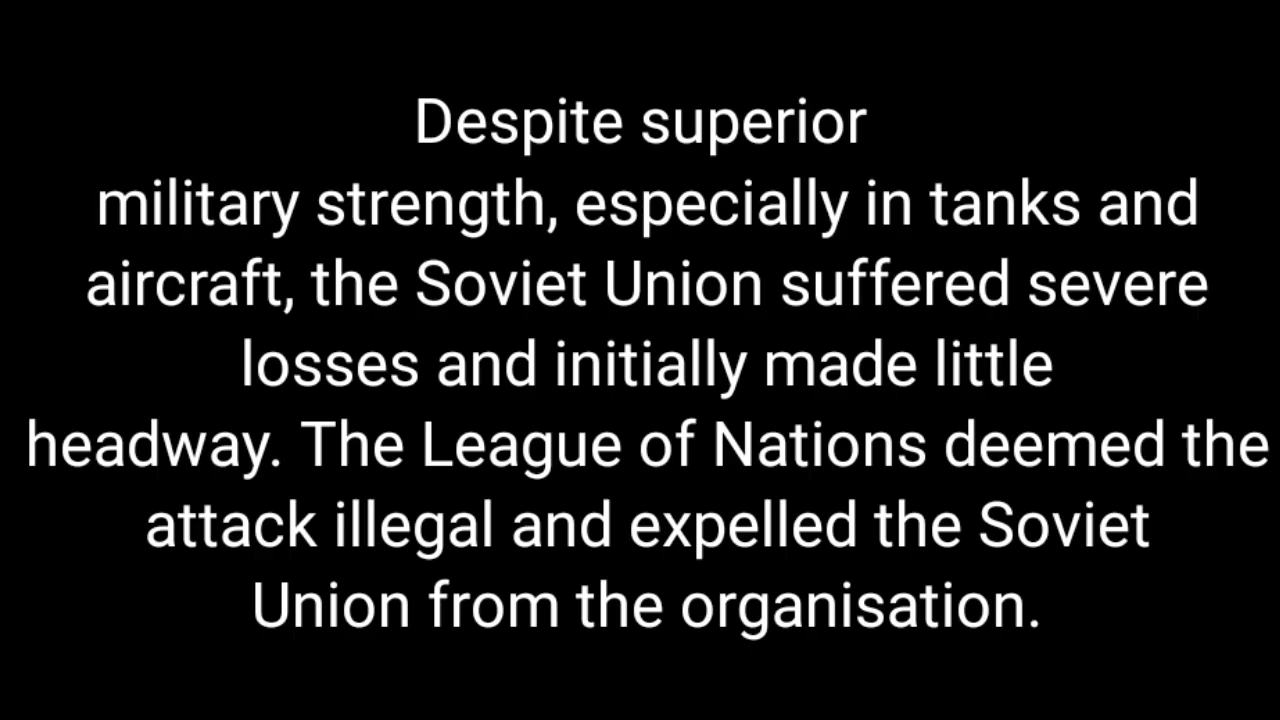 Despite superior
military strength, especially in tanks and
aircraft, the Soviet Union suffered severe
losses and initially made little
headway. The League of Nations deemed the
attack illegal and expelled the Soviet
Union from the organisation.